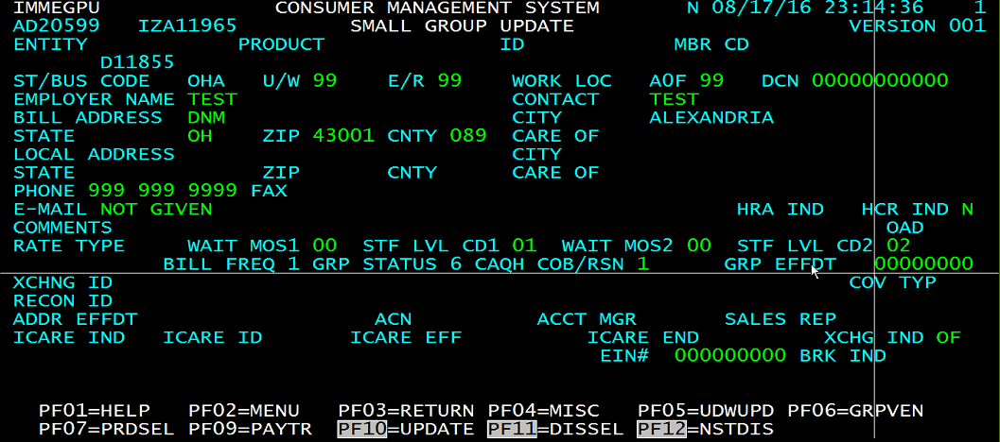 IMMEGPU CONSUMER MANAGEMENT SYSTEM N 08/17/16 23:14:36 1
AD20599 IZA11965 SMALL GROUP UPDATE VERSION 001
ENTITY PRODUCT ID MBR CD
D11855
ST/BUS CODE OHA U/W 99 E/R 99 WORK LOC A0F 99 DCN 00000000000
EMPLOYER NAME TEST CONTACT TEST
BILL ADDRESS DNM CITY ALEXANDRIA
STATE OH ZIP 43001 CNTY 089 CARE OF
LOCAL ADDRESS CITY
STATE ZIP CNTY CARE OF
PHONE 999 999 9999 FAX
E-MAIL NOT GIVEN HRA IND HCR IND N
COMMENTS OAD
RATE TYPE WAIT MOS1 00 STF LVL CD1 01 WAIT MOS2 00 STF LVL CD2 02
BILL FREQ 1 GRP STATUS 6 CAQH COB/RSN 1 GRP EFFDT 00000000
XCHNG ID COV TYP
RECON ID
ADDR EFFDT ACN ACCT MGR SALES REP
ICARE IND ICARE ID ICARE EFF ICARE END XCHG IND OF
EIN# 000000000 BRK IND
PF01=HELP PF02=MENU PF03=RETURN PF04=MISC PF05=UDWUPD PF06=GRPVEN
PF07=PRDSEL PF09=PAYTR PF10=UPDATE PF11=DISSEL PF12=NSTDIS